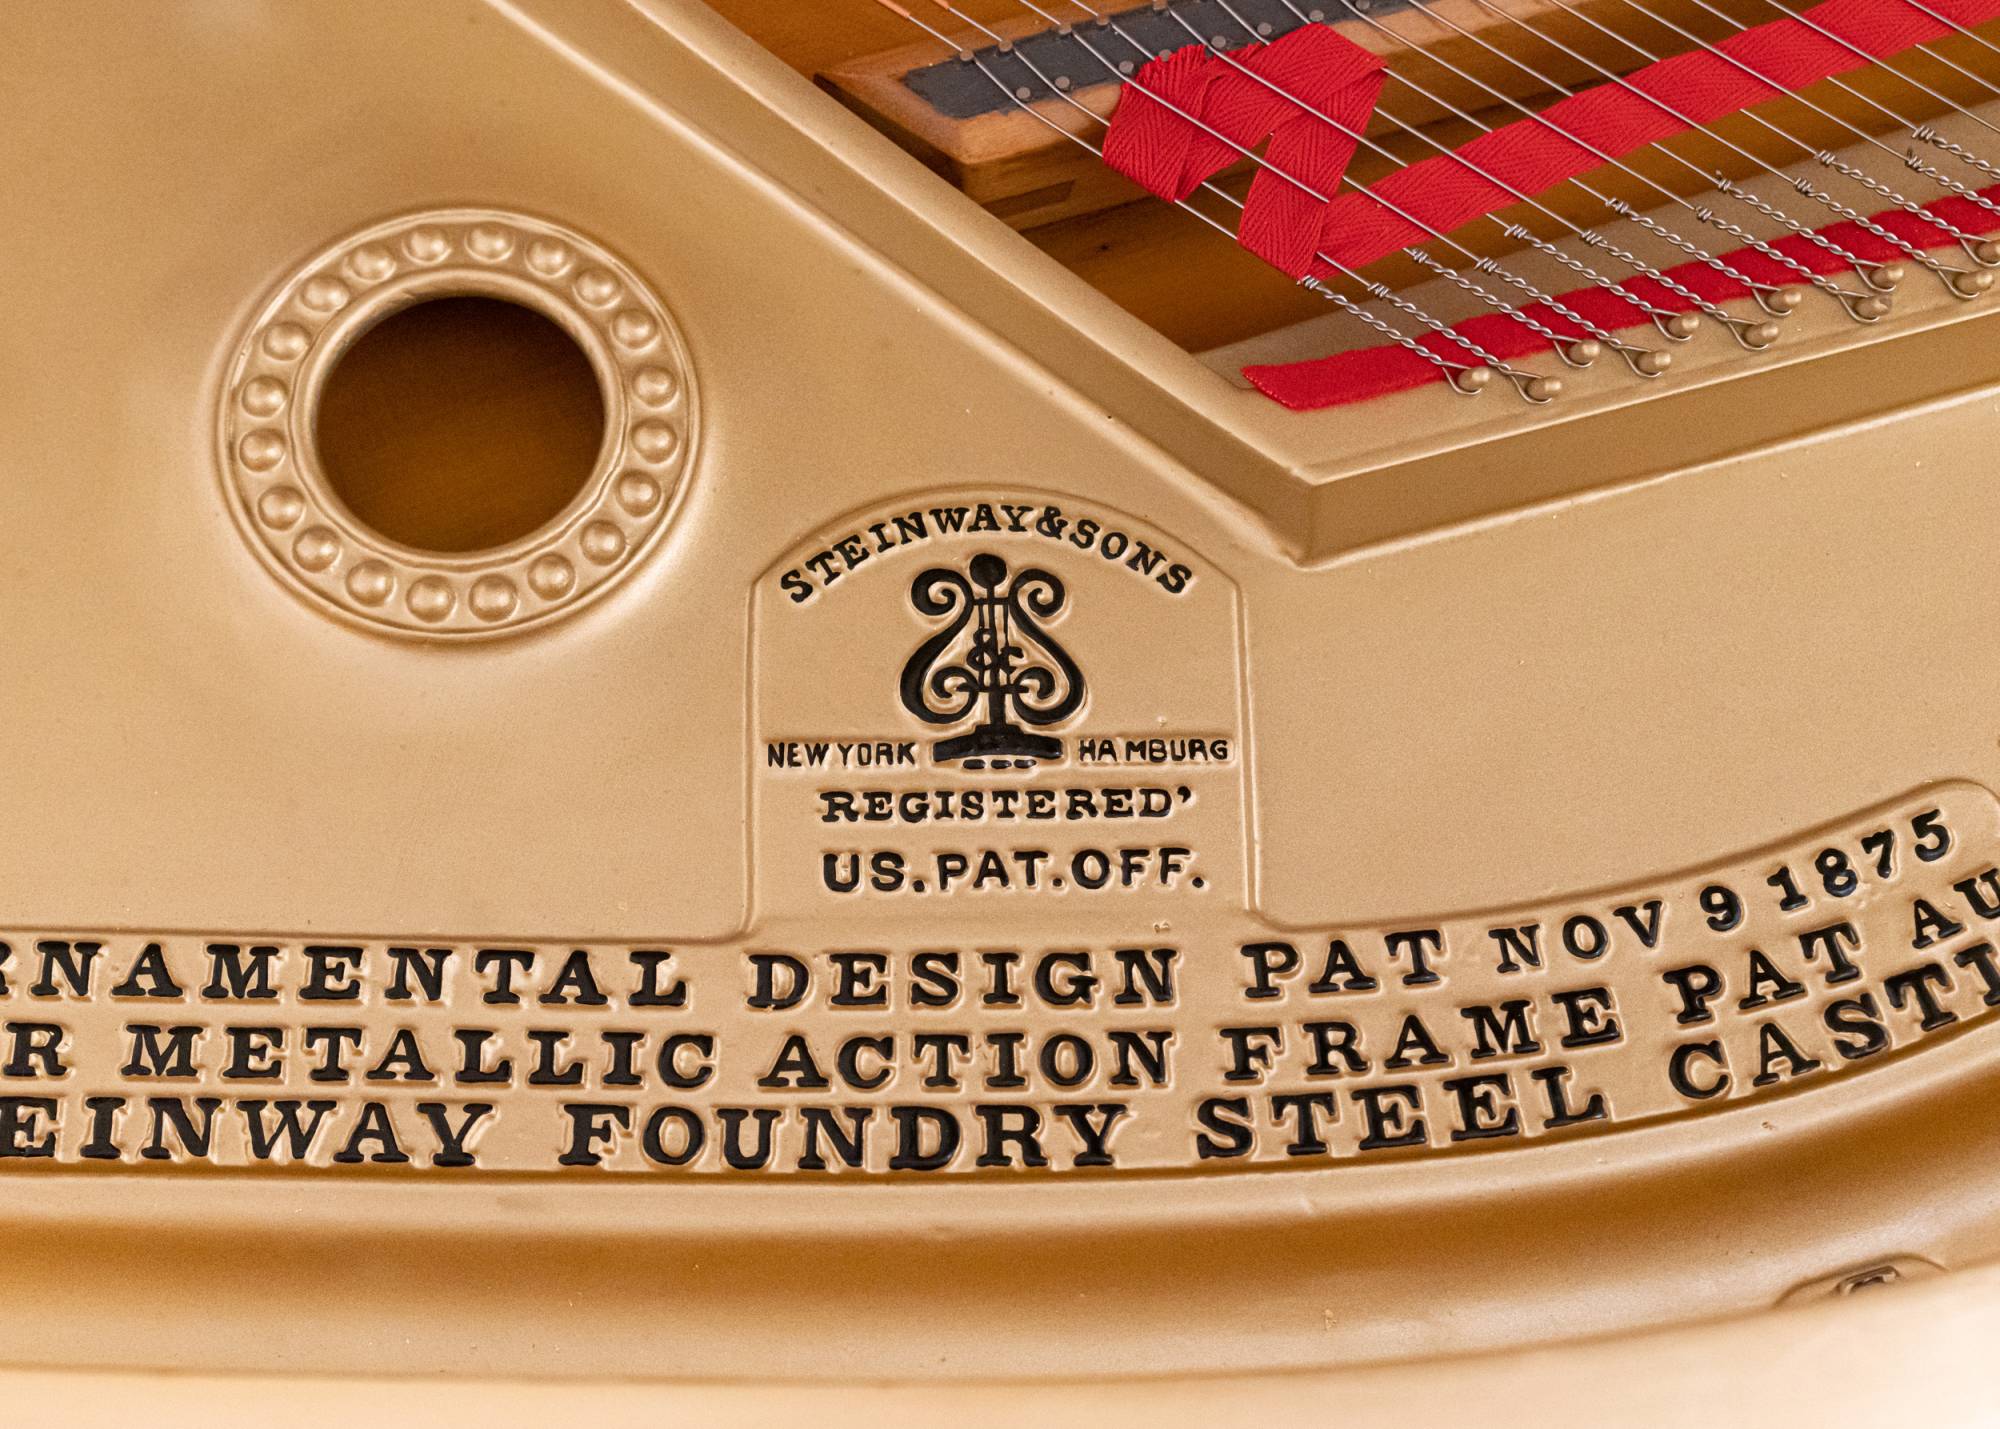 STEINWAY&SONS
&
NEW YORK HAMBURG
REGISTERED'
US.PAT.OFF.
RNAMENTAL DESIGN PAT NOV 9 1875
R METALLIC ACTION FRAME PAT AU
EINWAY FOUNDRY STEEL CASTI